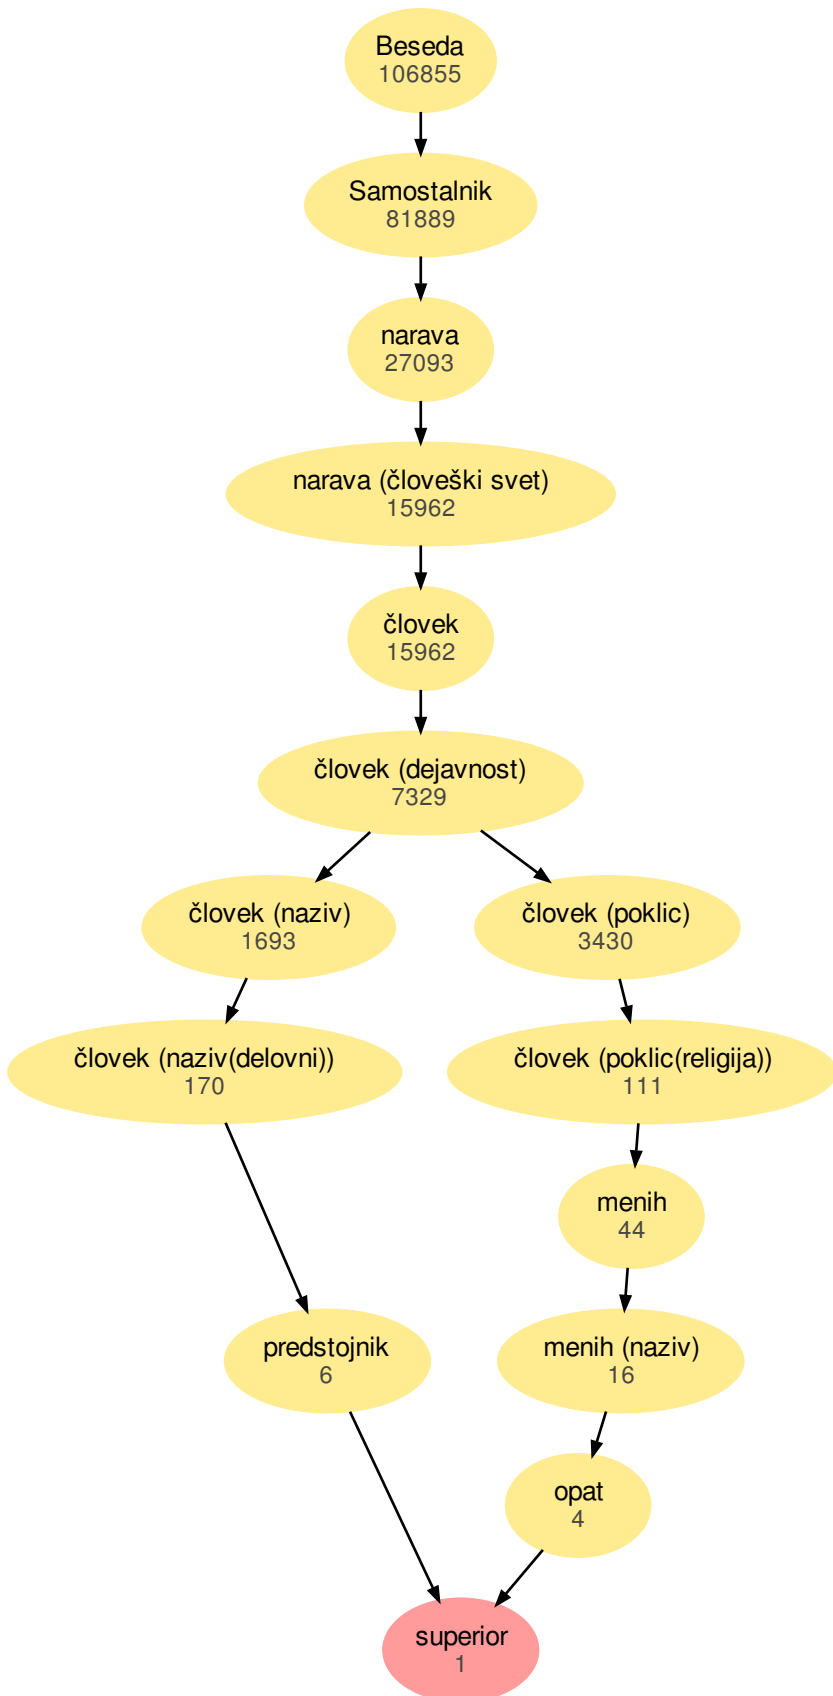 Beseda
106855
Samostalnik
81889
narava
27093
narava (človeški svet)
15962
človek
15962
človek (dejavnost)
7329
človek (naziv)
1693
človek (poklic)
3430
človek (naziv(delovni))
170
človek (poklic(religija))
111
menih
44
predstojnik
6
menih (naziv)
16
opat
4
superior
1